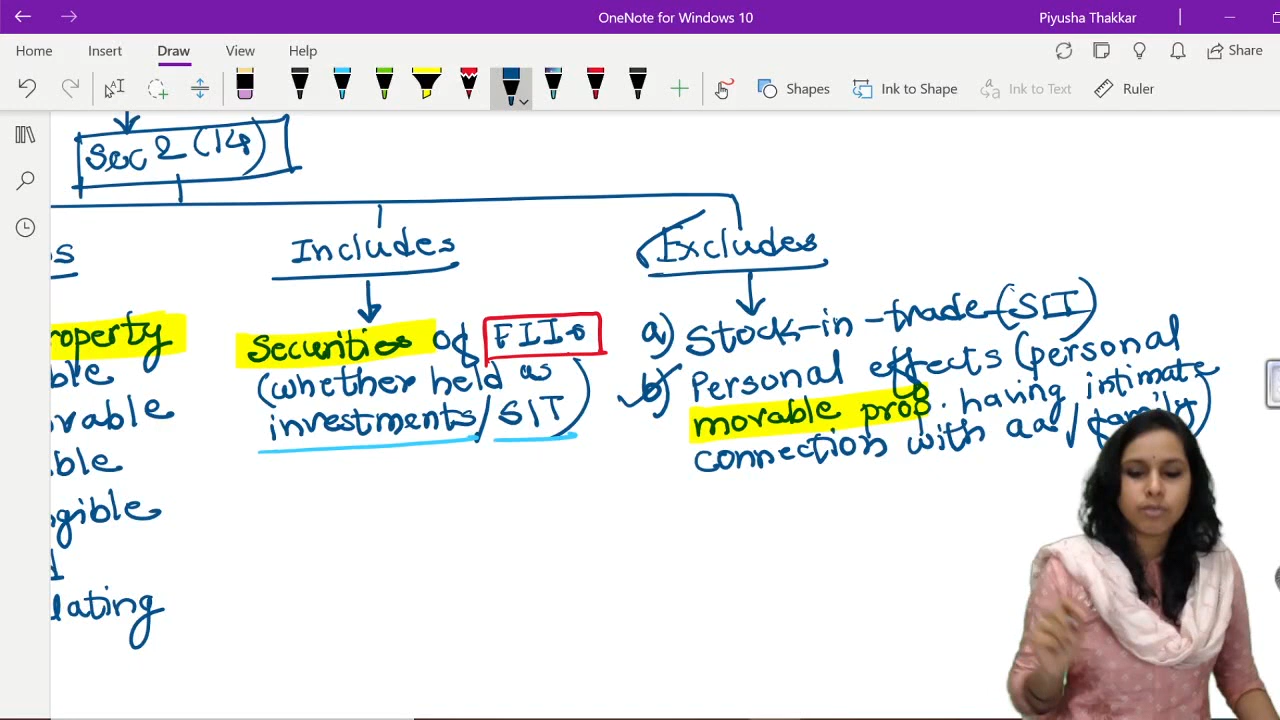 OneNote for Windows 10
Piyusha Thakkar
Home Insert Draw View Help
Share
Shapes
Ink to Shape
Ink to Text
Ruler
Sec 2 (14)
s
Includes
Excludes
operty
ble
vable
ble
gible
lating
Securities of FIIs
(whether held as
investments / SIT)
a) Stock-in-trade (SIT)
b) Personal effects (personal
movable prop. having intimate
connection with aa / family)